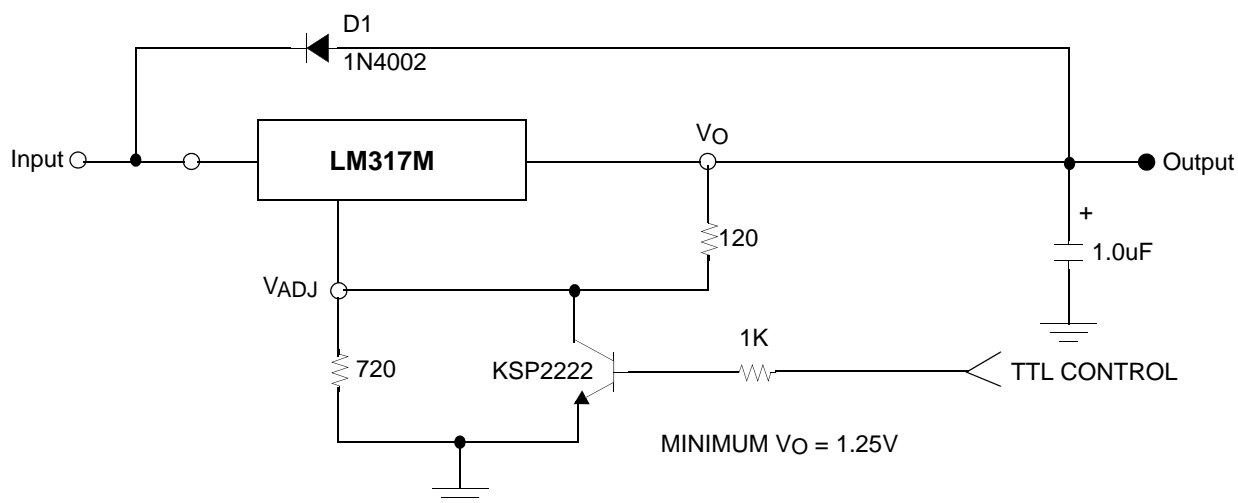 D1
1N4002
Input
LM317M
VO
Output
120
+
1.0uF
VADJ
720
KSP2222
1K
TTL CONTROL
MINIMUM VO = 1.25V